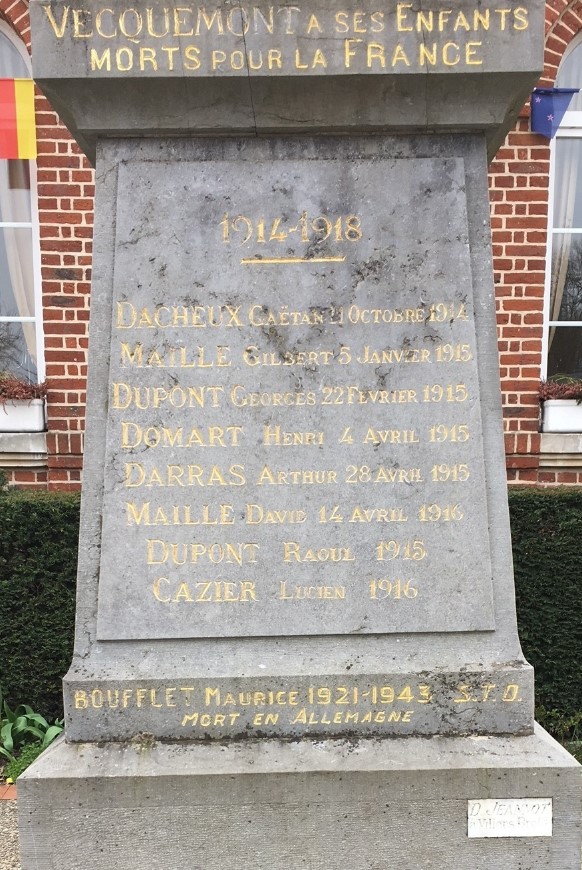 VECQUEMONT A SES ENFANTS
MORTS POUR LA FRANCE
1914-1918
DACHEUX GAËTAN 11 OCTOBRE 1914
MAILLE GILBERT 5 JANVIER 1915
DUPONT GEORGES 22 FÉVRIER 1915.
DOMART HENRI 4 AVRIL 1915
DARRAS ARTHUR 28 AVRIL 1915
MAILLE DAVID 14 AVRIL 1916
DUPONT RAOUL 1915
CAZIER LUCIEN 1916
BOUFFLET MAURICE 1921-1943 S.T.O.
MORT EN ALLEMAGNE
D. JEANNOT